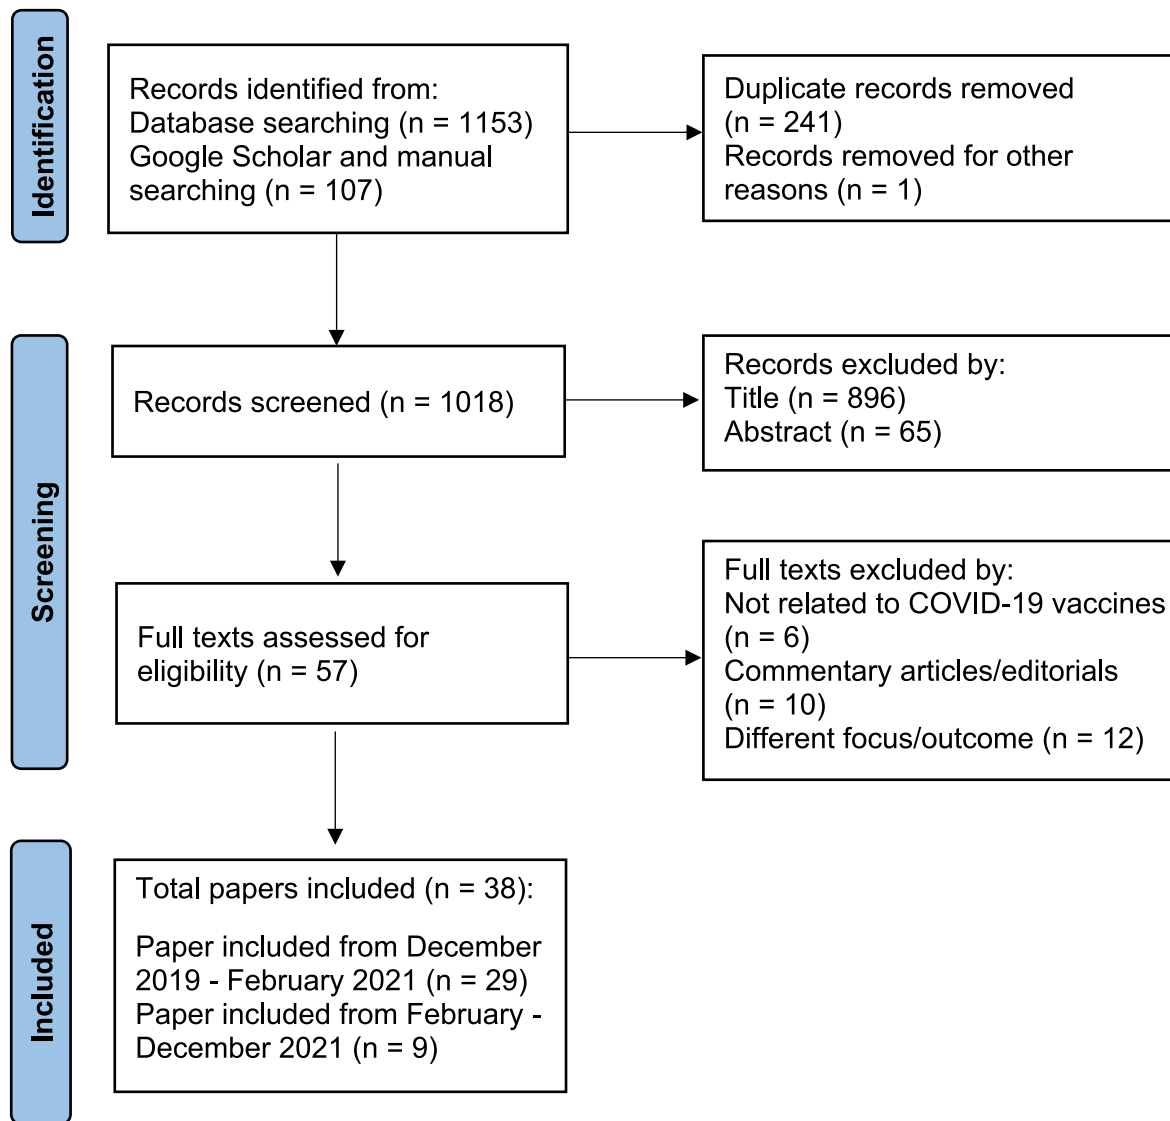 Identification
Records identified from:
Database searching (n = 1153)
Google Scholar and manual
searching (n = 107)
Duplicate records removed
(n = 241)
Records removed for other
reasons (n = 1)
Screening
Records screened (n = 1018)
Records excluded by:
Title (n = 896)
Abstract (n = 65)
Full texts assessed for
eligibility (n = 57)
Full texts excluded by:
Not related to COVID-19 vaccines
(n = 6)
Commentary articles/editorials
(n = 10)
Different focus/outcome (n = 12)
Included
Total papers included (n = 38):
Paper included from December
2019 - February 2021 (n = 29)
Paper included from February -
December 2021 (n = 9)